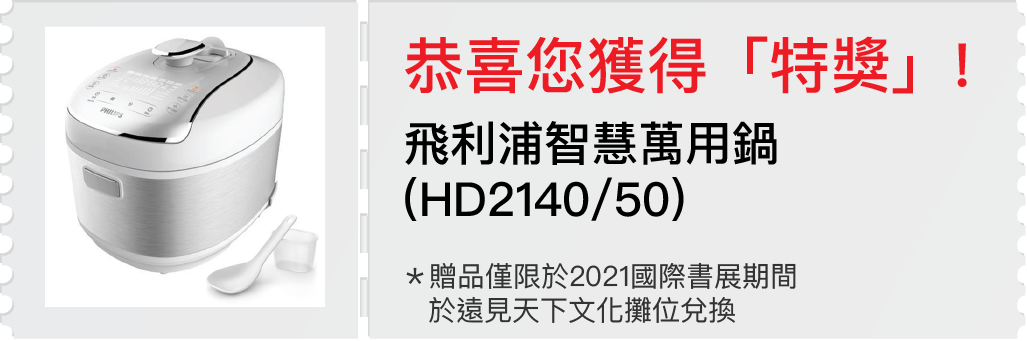 PHILIPS
恭喜您獲得「特獎」!
飛利浦智慧萬用鍋
(HD2140/50)
*贈品僅限於2021國際書展期間
於遠見天下文化攤位兌換